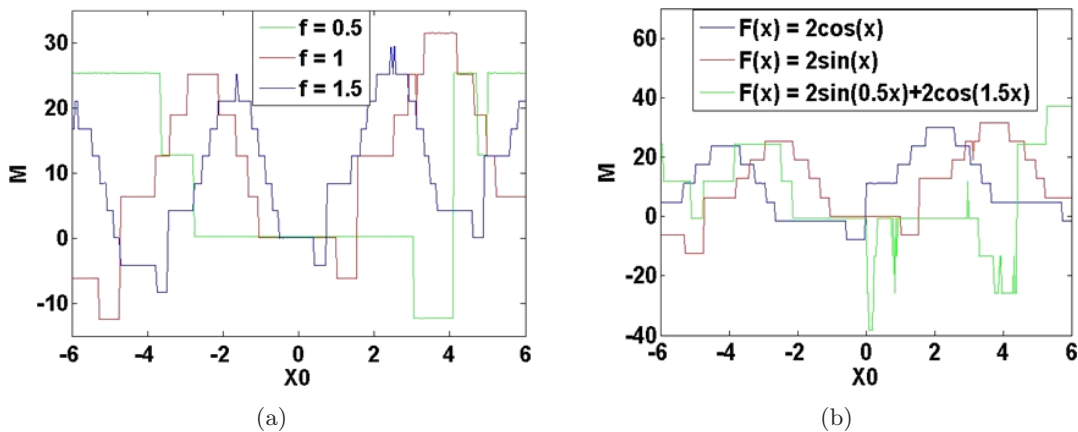 f = 0.5
f = 1
f = 1.5
30
20
10
0
-10
M
-6 -4 -2 0 2 4 6
X0
(a)
F(x) = 2cos(x)
F(x) = 2sin(x)
F(x) = 2sin(0.5x)+2cos(1.5x)
60
40
20
0
-20
-40
M
-6 -4 -2 0 2 4 6
X0
(b)